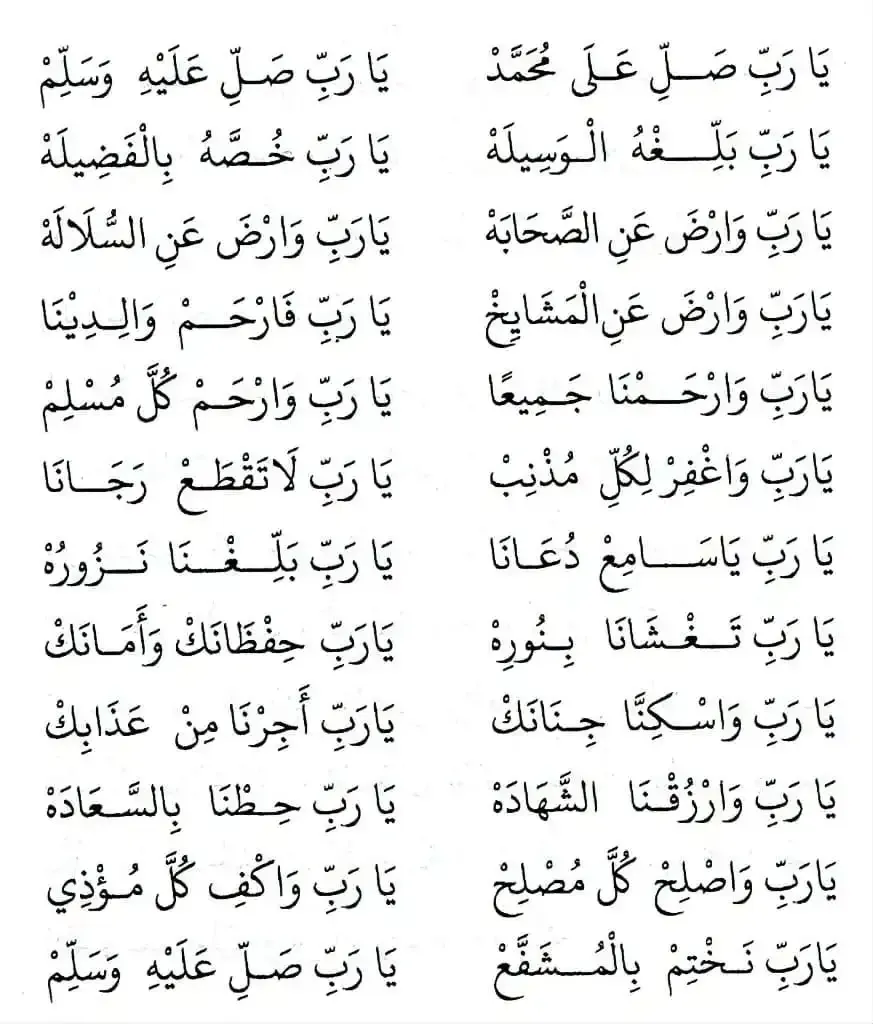 يَا رَبِّ صَلِّ عَلَى مُحَمَّدْ يَا رَبِّ صَلِّ عَلَيْهِ وَسَلِّمْ
يَا رَبِّ بَلِّغْهُ الْوَسِيلَهْ يَا رَبِّ خُصَّهُ بِالْفَضِيلَهْ
يَارَبِّ وَارْضَ عَنِ الصَّحَابَهْ يَارَبِّ وَارْضَ عَنِ السُّلَالَهْ
يَارَبِّ وَارْضَ عَنِ الْمَشَايِخْ يَا رَبِّ فَارْحَمْ وَالِدِيْنَا
يَارَبِّ وَارْحَمْنَا جَمِيعًا يَا رَبِّ وَارْحَمْ كُلَّ مُسْلِمْ
يَارَبِّ وَاغْفِرْ لِكُلِّ مُذْنِبْ يَا رَبِّ لَاتَقْطَعْ رَجَانَا
يَا رَبِّ يَاسَامِعْ دُعَانَا يَا رَبِّ بَلِّغْنَا نَزُورُهْ
يَا رَبِّ تَغْشَانَا بِنُورِهْ يَارَبِّ حِفْظَانَكْ وَأَمَانَكْ
يَا رَبِّ وَاسْكِنَّا جِنَانَكْ يَارَبِّ أَجِرْنَا مِنْ عَذَابِكْ
يَا رَبِّ وَارْزُقْنَا الشَّهَادَهْ يَا رَبِّ حِطْنَا بِالسَّعَادَهْ
يَارَبِّ وَاصْلِحْ كُلَّ مُصْلِحْ يَا رَبِّ وَاكْفِ كُلَّ مُؤْذِي
يَارَبِّ نَخْتِمْ بِالْمُشَفَّعْ يَا رَبِّ صَلِّ عَلَيْهِ وَسَلِّمْ